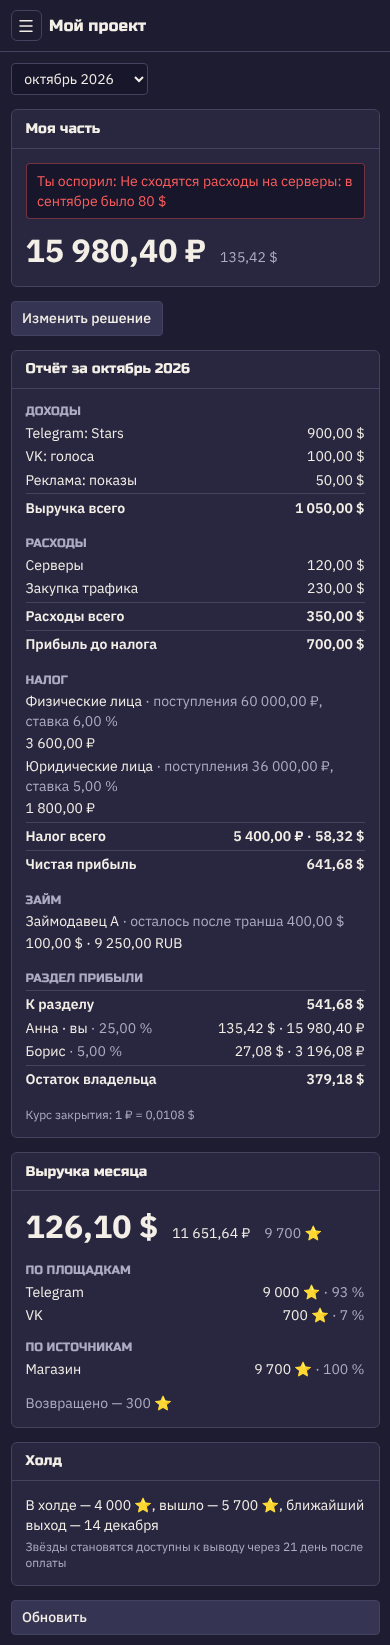 Мой проект
октябрь 2026
Моя часть
Ты оспорил: Не сходятся расходы на серверы: в
сентябре было 80 $
15 980,40 ₽ 135,42 $
Изменить решение
Отчёт за октябрь 2026
ДОХОДЫ
Telegram: Stars 900,00 $
VK: голоса 100,00 $
Реклама: показы 50,00 $
Выручка всего 1 050,00 $
РАСХОДЫ
Серверы 120,00 $
Закупка трафика 230,00 $
Расходы всего 350,00 $
Прибыль до налога 700,00 $
НАЛОГ
Физические лица · поступления 60 000,00 ₽,
ставка 6,00 %
3 600,00 ₽
Юридические лица · поступления 36 000,00 ₽,
ставка 5,00 %
1 800,00 ₽
Налог всего 5 400,00 ₽ · 58,32 $
Чистая прибыль 641,68 $
ЗАЙМ
Займодавец А · осталось после транша 400,00 $
100,00 $ · 9 250,00 RUB
РАЗДЕЛ ПРИБЫЛИ
К разделу 541,68 $
Анна · вы · 25,00 % 135,42 $ · 15 980,40 ₽
Борис · 5,00 % 27,08 $ · 3 196,08 ₽
Остаток владельца 379,18 $
Курс закрытия: 1 ₽ = 0,0108 $
Выручка месяца
126,10 $ 11 651,64 ₽ 9 700 ⭐
ПО ПЛОЩАДКАМ
Telegram 9 000 ⭐ · 93 %
VK 700 ⭐ · 7 %
ПО ИСТОЧНИКАМ
Магазин 9 700 ⭐ · 100 %
Возвращено — 300 ⭐
Холд
В холде — 4 000 ⭐, вышло — 5 700 ⭐, ближайший
выход — 14 декабря
Звёзды становятся доступны к выводу через 21 день после
оплаты
Обновить